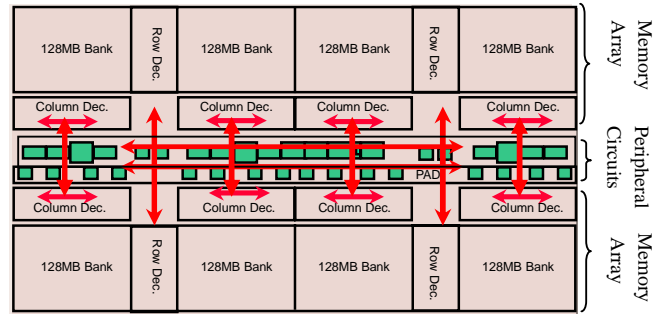 128MB Bank
Row Dec.
128MB Bank
128MB Bank
Row Dec.
128MB Bank
Memory
Array
Column Dec.
Column Dec.
Column Dec.
Column Dec.
Peripheral
Circuits
PAD
Column Dec.
Column Dec.
Column Dec.
Column Dec.
128MB Bank
Row Dec.
128MB Bank
128MB Bank
Row Dec.
128MB Bank
Memory
Array